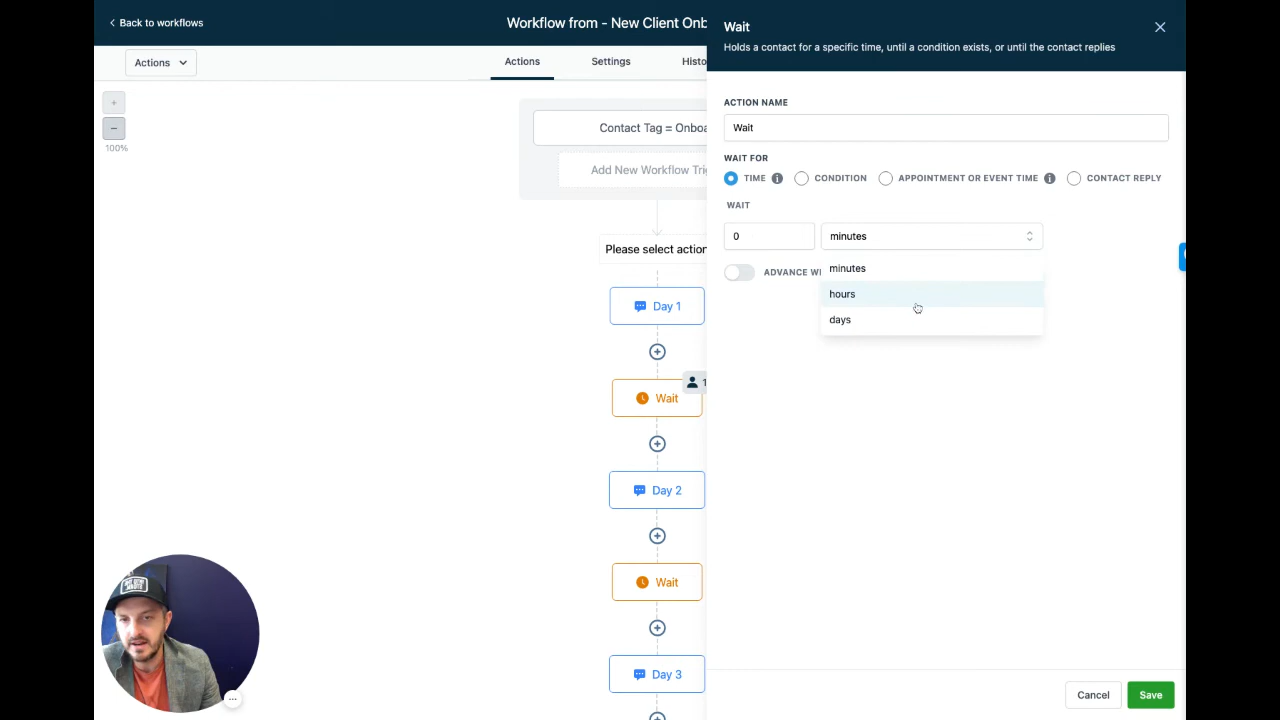 Back to workflows
Workflow from - New Client Onb
Actions
Actions
Settings
Histo
100%
Contact Tag = Onboa
Add New Workflow Trig
Please select action
Day 1
1
Wait
Day 2
Wait
Day 3
Wait
Holds a contact for a specific time, until a condition exists, or until the contact replies
ACTION NAME
Wait
WAIT FOR
TIME
CONDITION
APPOINTMENT OR EVENT TIME
CONTACT REPLY
WAIT
0
minutes
ADVANCE WI
minutes
hours
days
Cancel
Save